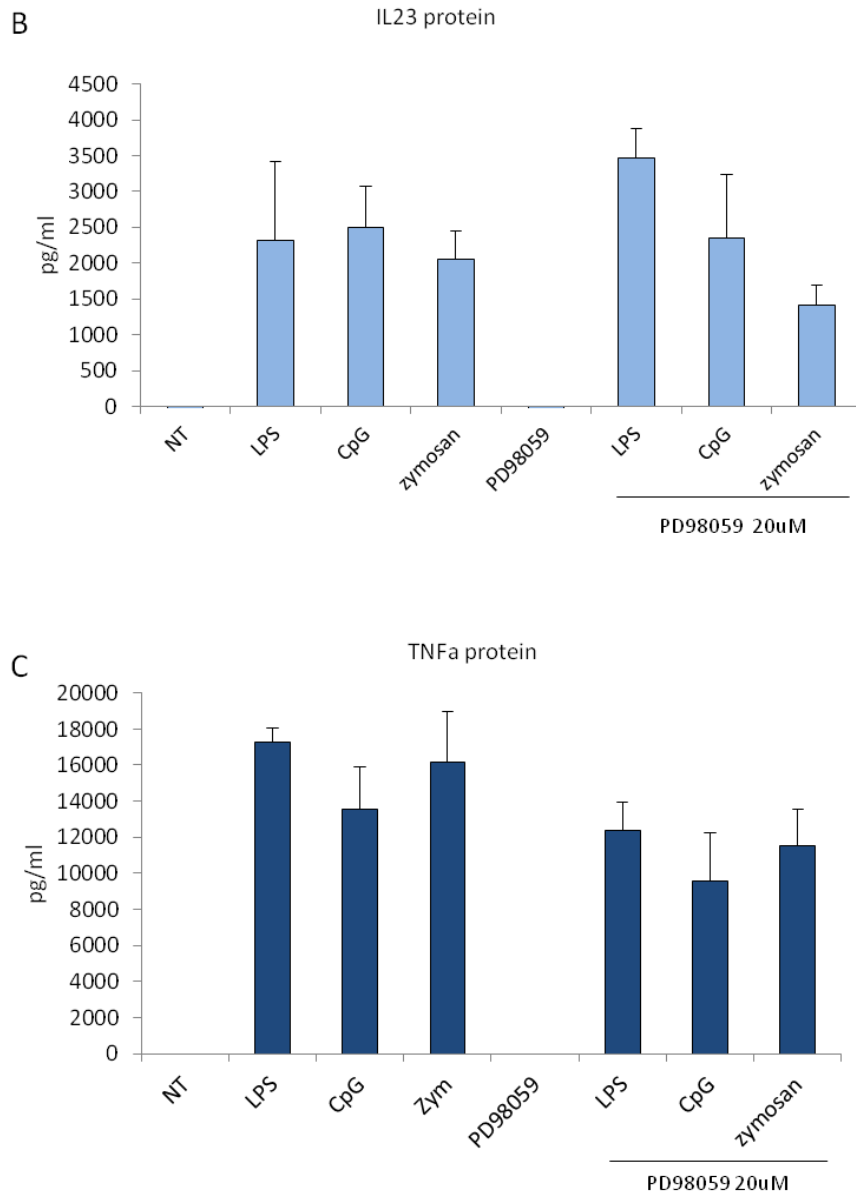 B
IL23 protein
4500
4000
3500
3000
2500
2000
1500
1000
500
0
pg/ml
NT
LPS
CpG
zymosan
PD98059
LPS
CpG
zymosan
PD98059 20uM
C
TNFa protein
20000
18000
16000
14000
12000
10000
8000
6000
4000
2000
0
pg/ml
NT
LPS
CpG
Zym
PD98059
LPS
CpG
zymosan
PD98059 20uM